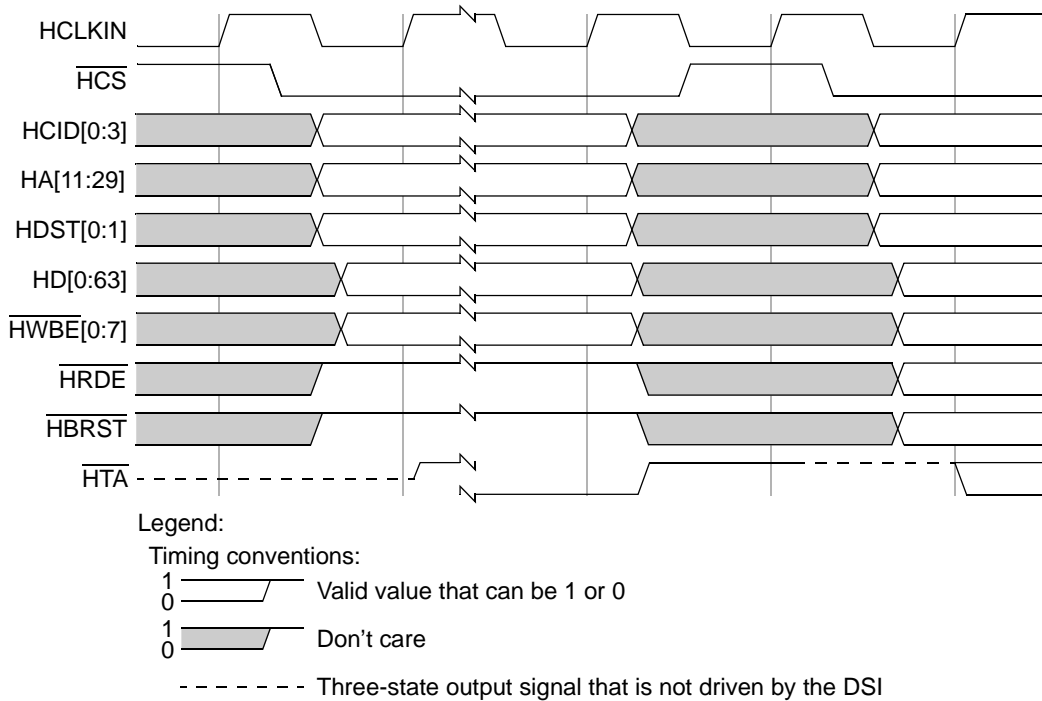 HCLKIN
HCS
HCID[0:3]
HA[11:29]
HDST[0:1]
HD[0:63]
HWBE[0:7]
HRDE
HBRST
HTA
Legend:
Timing conventions:
1
0
Valid value that can be 1 or 0
1
0
Don't care
Three-state output signal that is not driven by the DSI